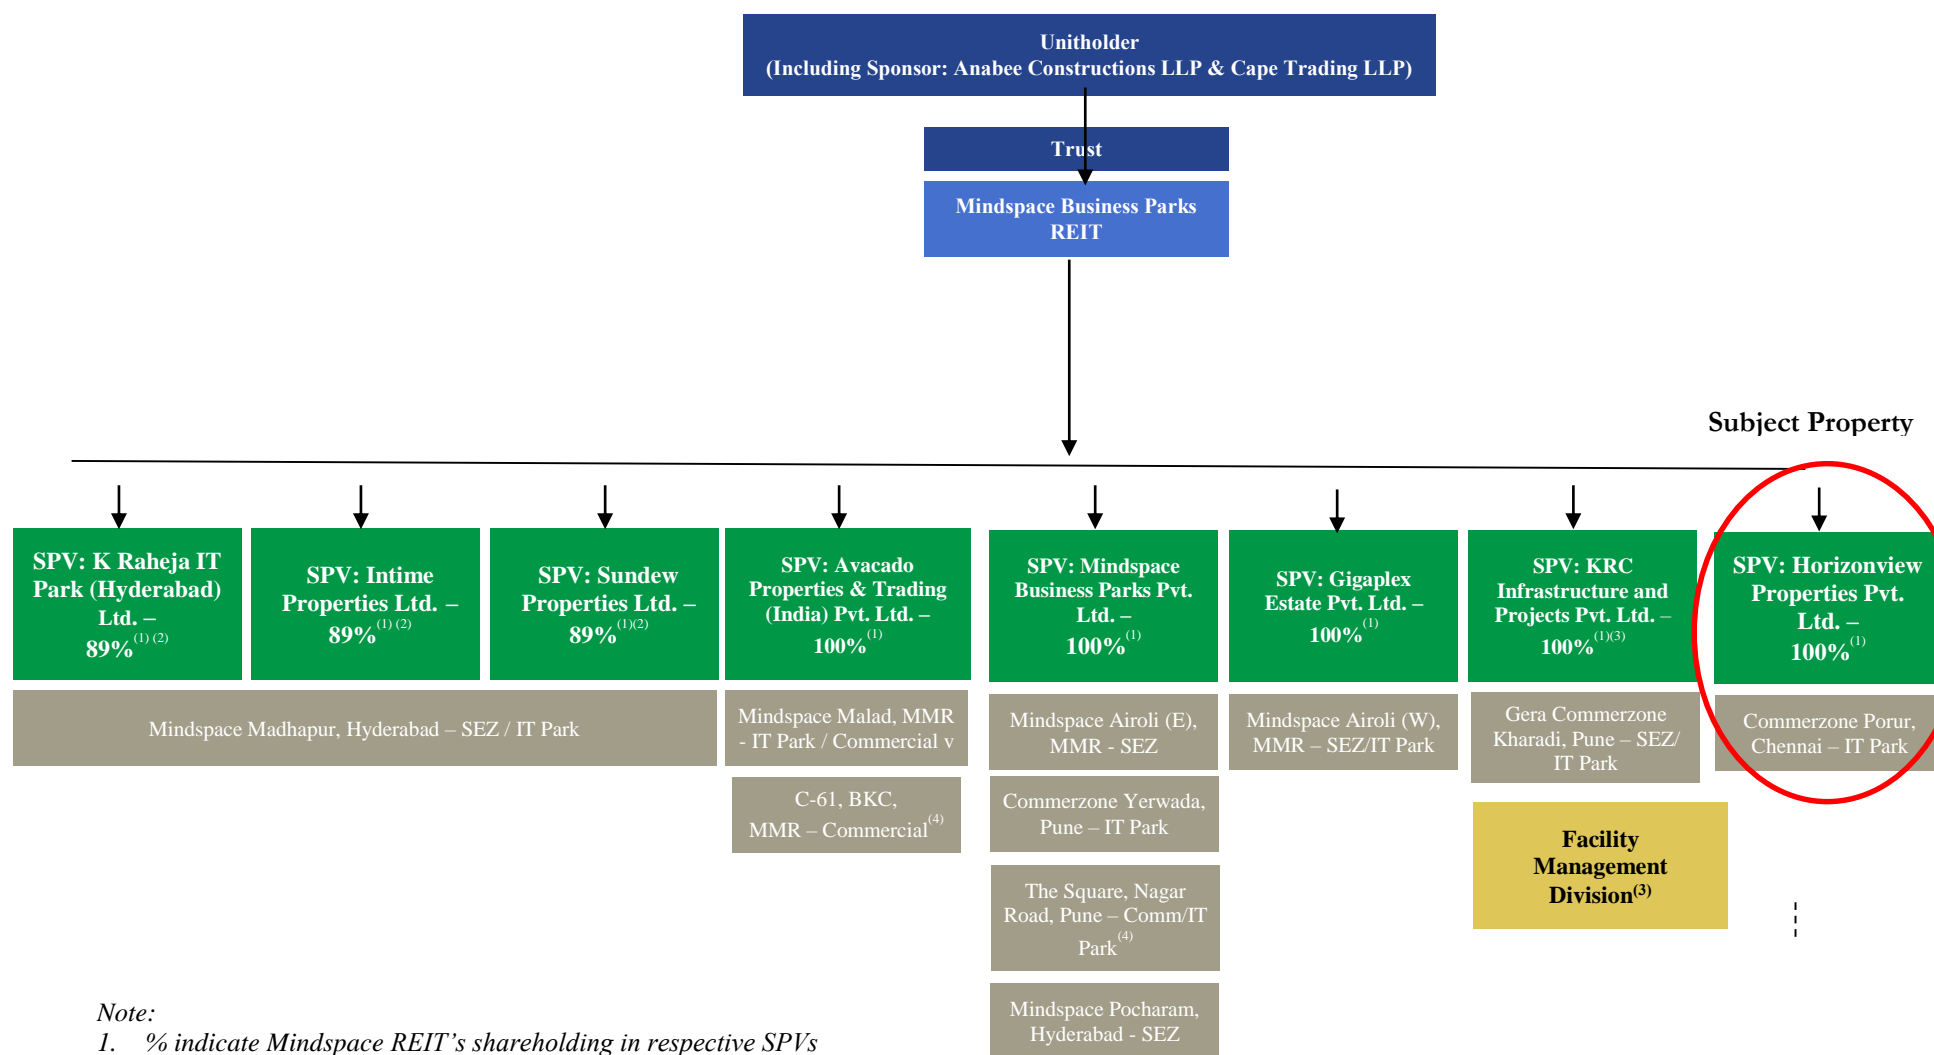 Unitholder
(Including Sponsor: Anabee Constructions LLP & Cape Trading LLP)
Trust
Mindspace Business Parks
REIT
Subject Property
SPV: K Raheja IT
Park (Hyderabad)
Ltd. –
89%(1) (2)
SPV: Intime
Properties Ltd. –
89%(1) (2)
SPV: Sundew
Properties Ltd. –
89%(1)(2)
SPV: Avacado
Properties & Trading
(India) Pvt. Ltd. –
100%(1)
SPV: Mindspace
Business Parks Pvt.
Ltd. –
100%(1)
SPV: Gigaplex
Estate Pvt. Ltd. –
100%(1)
SPV: KRC
Infrastructure and
Projects Pvt. Ltd. –
100%(1)(3)
SPV: Horizonview
Properties Pvt.
Ltd. –
100%(1)
Mindspace Madhapur, Hyderabad – SEZ / IT Park
Mindspace Malad, MMR
- IT Park / Commercial v
C-61, BKC,
MMR – Commercial(4)
Mindspace Airoli (E),
MMR - SEZ
Commerzone Yerwada,
Pune – IT Park
The Square, Nagar
Road, Pune – Comm/IT
Park(4)
Mindspace Pocharam,
Hyderabad - SEZ
Mindspace Airoli (W),
MMR – SEZ/IT Park
Gera Commerzone
Kharadi, Pune – SEZ/
IT Park
Facility
Management
Division(3)
Commerzone Porur,
Chennai – IT Park
Note:
1. % indicate Mindspace REIT's shareholding in respective SPVs